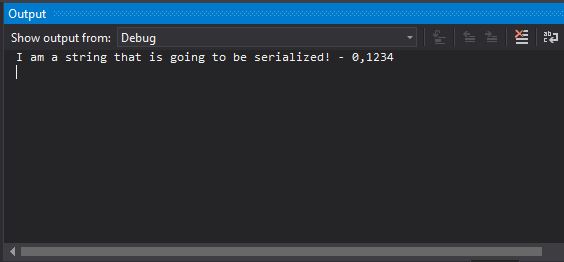 Output
Show output from: Debug
I am a string that is going to be serialized! - 0,1234